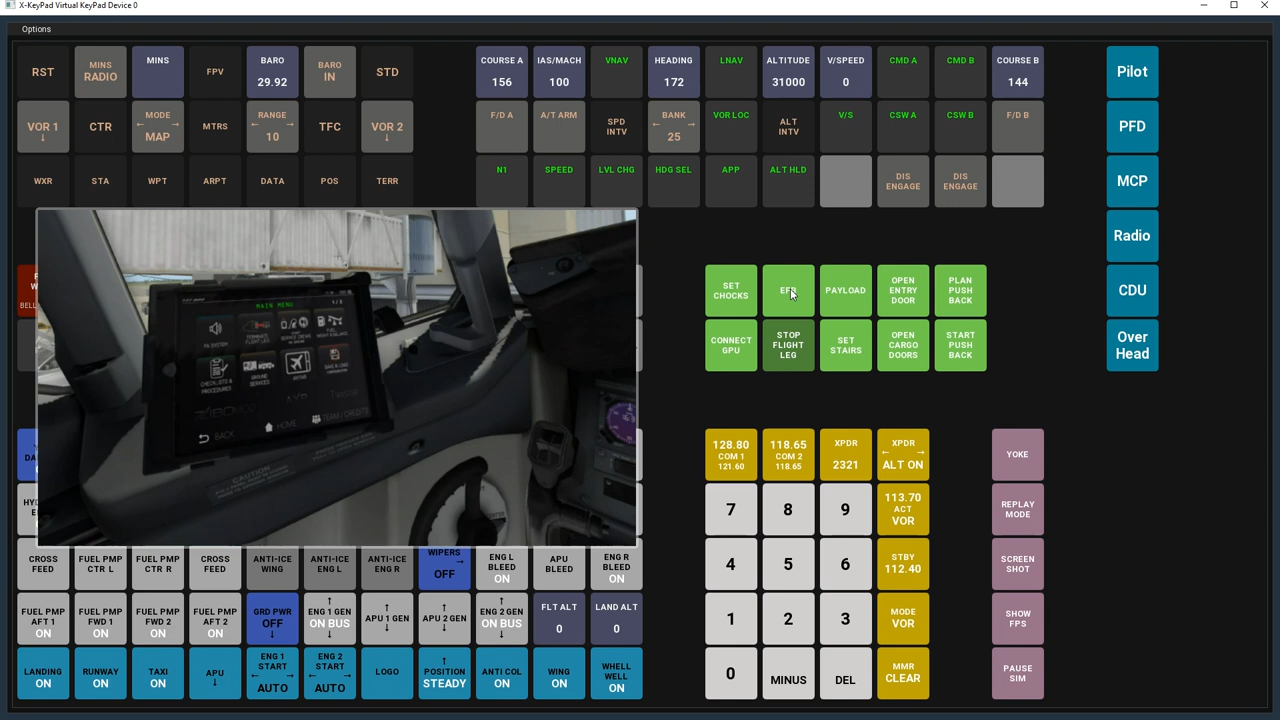 X-KeyPad Virtual KeyPad Device 0
Options
RST
MINS
RADIO
MINS
FPV
BARO
29.92
BARO
IN
STD
COURSE A
156
IAS/MACH
100
VNAV
HEADING
172
LNAV
ALTITUDE
31000
V/SPEED
0
CMD A
CMD B
COURSE B
144
Pilot
VOR 1
↓
CTR
MODE
← →
MAP
MTRS
RANGE
← →
10
TFC
VOR 2
↓
F/D A
A/T ARM
SPD
INTV
BANK
← →
25
VOR LOC
ALT
INTV
V/S
CSW A
CSW B
F/D B
PFD
WXR
STA
WPT
ARPT
DATA
POS
TERR
N1
SPEED
LVL CHG
HDG SEL
APP
ALT HLD
DIS
ENGAGE
DIS
ENGAGE
MCP
Radio
MAIN MENU
PA SYSTEM
CHECKLISTS &
PROCEDURES
GROUND
SERVICES
BACK
HOME
TEAM / CREDITS
CAUTION
SET
CHOCKS
PAYLOAD
OPEN
ENTRY
DOOR
PLAN
PUSH
BACK
CDU
CONNECT
GPU
STOP
FLIGHT
LEG
SET
STAIRS
OPEN
CARGO
DOORS
START
PUSH
BACK
Over
Head
128.80
COM 1
121.60
118.65
COM 2
118.65
XPDR
2321
XPDR
← →
ALT ON
YOKE
7
8
9
113.70
ACT
VOR
REPLAY
MODE
CROSS
FEED
FUEL PMP
CTR L
FUEL PMP
CTR R
CROSS
FEED
ANTI-ICE
WING
ANTI-ICE
ENG L
ANTI-ICE
ENG R
WIPERS
→
OFF
ENG L
BLEED
ON
APU
BLEED
ENG R
BLEED
ON
4
5
6
STBY
112.40
SCREEN
SHOT
FUEL PMP
AFT 1
ON
FUEL PMP
FWD 1
ON
FUEL PMP
FWD 2
ON
FUEL PMP
AFT 2
ON
GRD PWR
OFF
↓
↑
ENG 1 GEN
ON BUS
↓
↑
APU 1 GEN
↓
↑
APU 2 GEN
↓
↑
ENG 2 GEN
ON BUS
↓
FLT ALT
0
LAND ALT
0
1
2
3
MODE
VOR
SHOW
FPS
LANDING
ON
RUNWAY
ON
TAXI
ON
APU
↓
ENG 1
START
← →
AUTO
ENG 2
START
← →
AUTO
LOGO
↑
POSITION
STEADY
ANTI COL
ON
WING
ON
WHELL
WELL
ON
0
MINUS
DEL
MMR
CLEAR
PAUSE
SIM